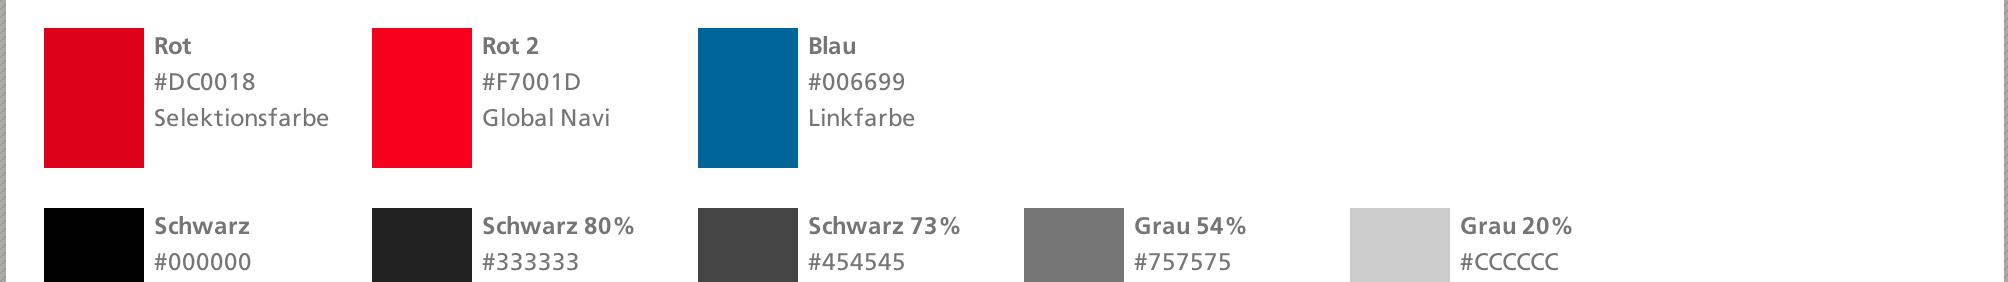 Rot
#DC0018
Selektionsfarbe
Rot 2
#F7001D
Global Navi
Blau
#006699
Linkfarbe
Schwarz
#000000
Schwarz 80%
#333333
Schwarz 73%
#454545
Grau 54%
#757575
Grau 20%
#CCCCCC